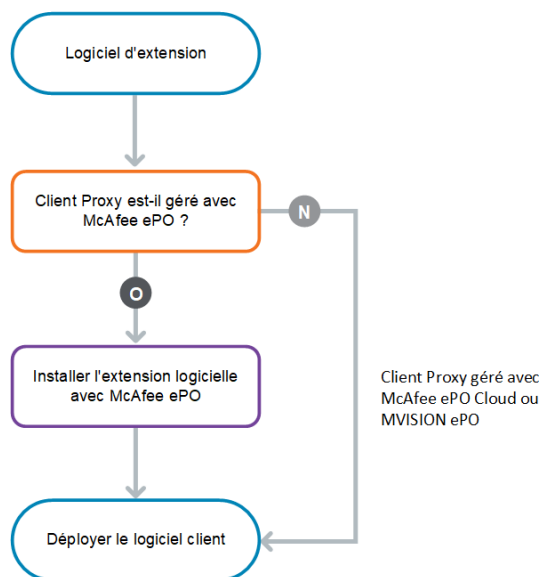 Logiciel d'extension
Client Proxy est-il géré avec
McAfee ePO ?
N
O
Installer l'extension logicielle
avec McAfee ePO
Client Proxy géré avec
McAfee ePO Cloud ou
MVISION ePO
Déployer le logiciel client